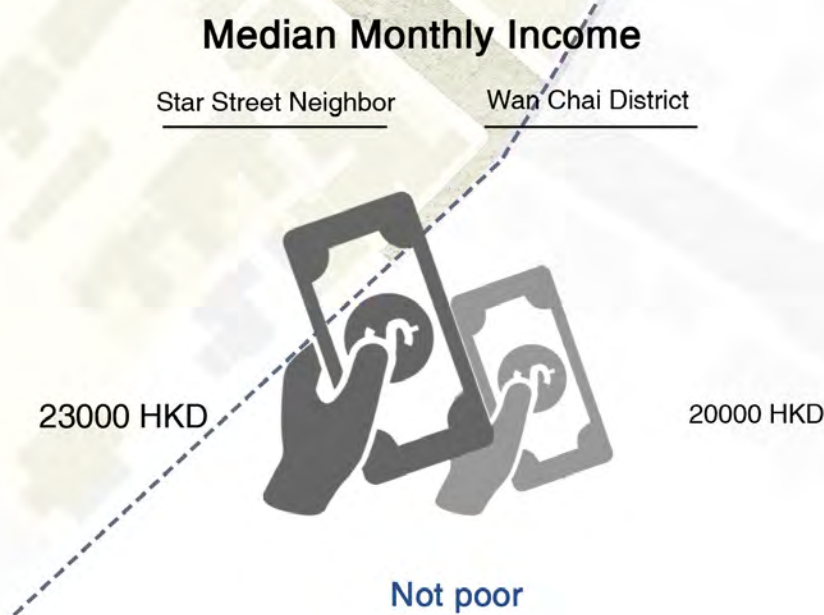 Median Monthly Income
Star Street Neighbor
Wan Chai District
$
$
23000 HKD
20000 HKD
Not poor